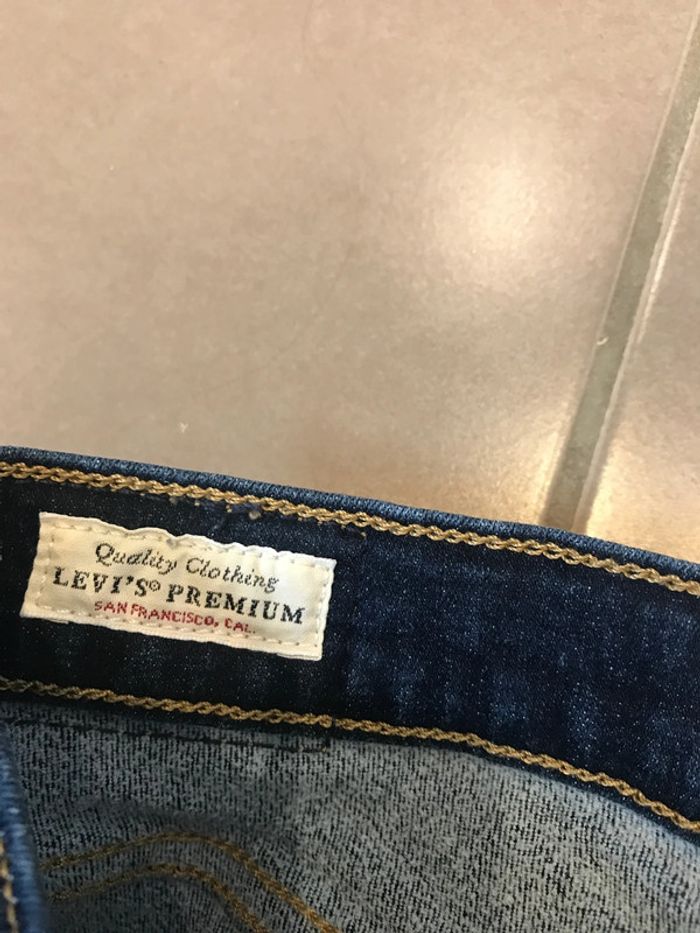 Quality Clothing
LEVI'S® PREMIUM
SAN FRANCISCO, CAL.